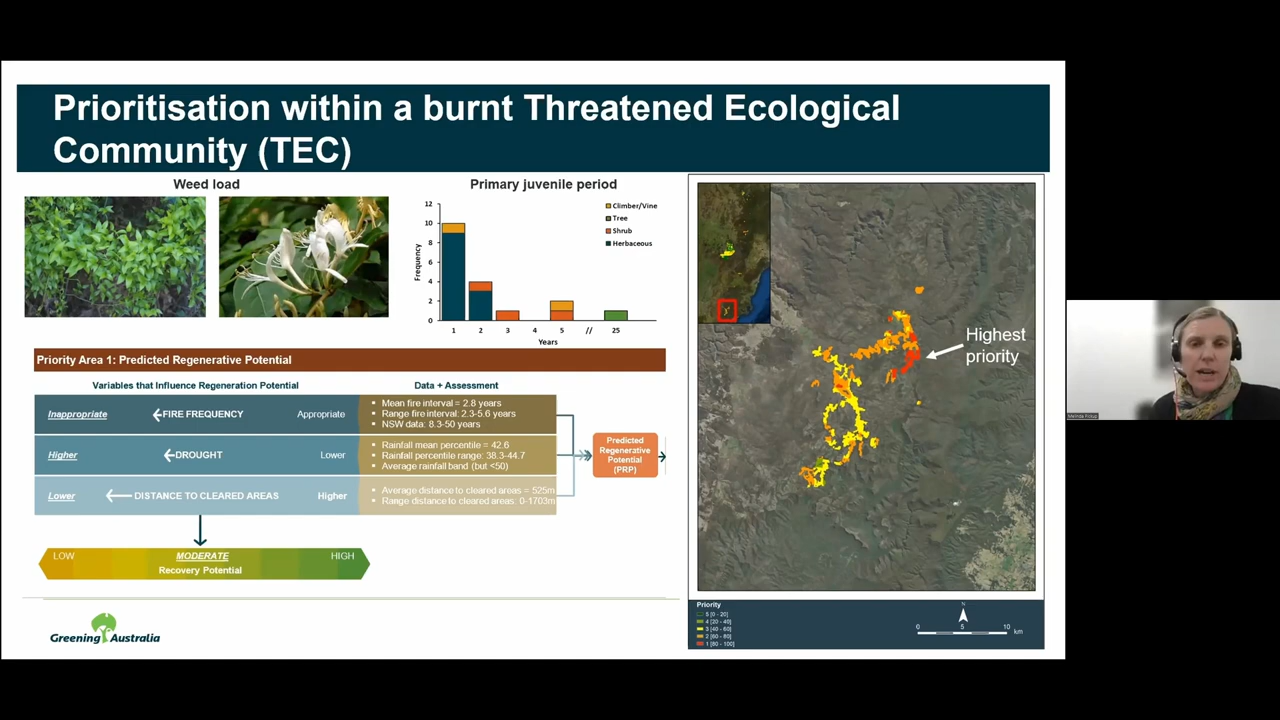 Prioritisation within a burnt Threatened Ecological
Community (TEC)
Weed load
Primary juvenile period
12
10
8
6
4
2
0
Frequency
1 2 3 4 5 // 25
Years
Climber/Vine
Tree
Shrub
Herbaceous
Priority Area 1: Predicted Regenerative Potential
Variables that Influence Regeneration Potential
Data + Assessment
Inappropriate FIRE FREQUENCY Appropriate
Mean fire interval = 2.8 years
Range fire interval: 2.3-5.6 years
NSW data: 8.3-50 years
Higher DROUGHT Lower
Rainfall mean percentile = 42.6
Rainfall percentile range: 38.3-44.7
Average rainfall band (but <50)
Lower DISTANCE TO CLEARED AREAS Higher
Average distance to cleared areas = 525m
Range distance to cleared areas: 0-1703m
Predicted
Regenerative
Potential
(PRP)
LOW MODERATE HIGH
Recovery Potential
Greening Australia
Highest
priority
Priority
5 [0 - 20]
4 [20 - 40]
3 [40 - 60]
2 [60 - 80]
1 [80 - 100]
N
0 5 10
km